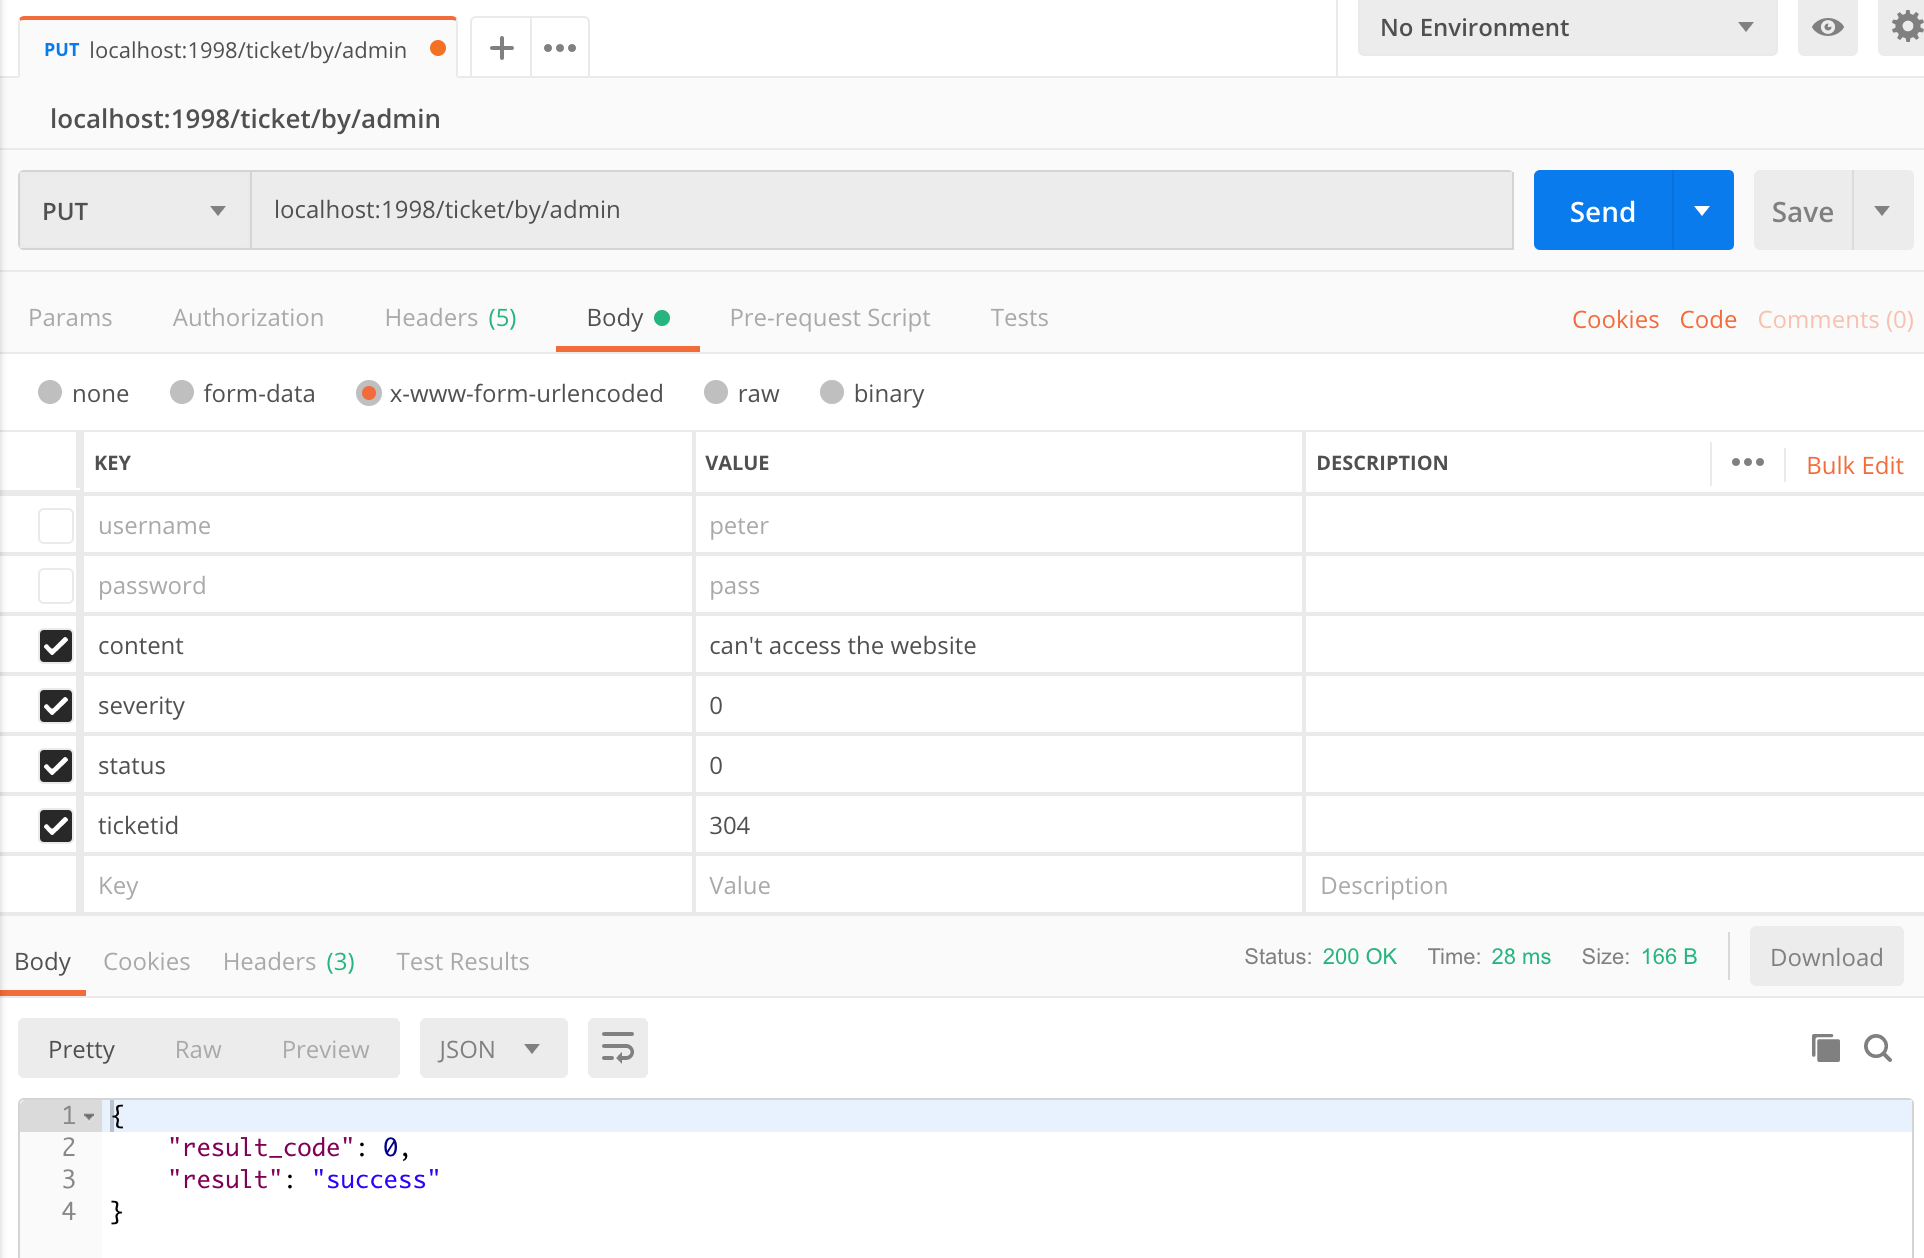 PUT localhost:1998/ticket/by/admin
No Environment
localhost:1998/ticket/by/admin
PUT localhost:1998/ticket/by/admin Send Save
Params Authorization Headers (5) Body Pre-request Script Tests Cookies Code Comments (0)
none form-data x-www-form-urlencoded raw binary
KEY VALUE DESCRIPTION Bulk Edit
username peter
password pass
content can't access the website
severity 0
status 0
ticketid 304
Key Value Description
Body Cookies Headers (3) Test Results Status: 200 OK Time: 28 ms Size: 166 B Download
Pretty Raw Preview JSON
1 {
2 "result_code": 0,
3 "result": "success"
4 }